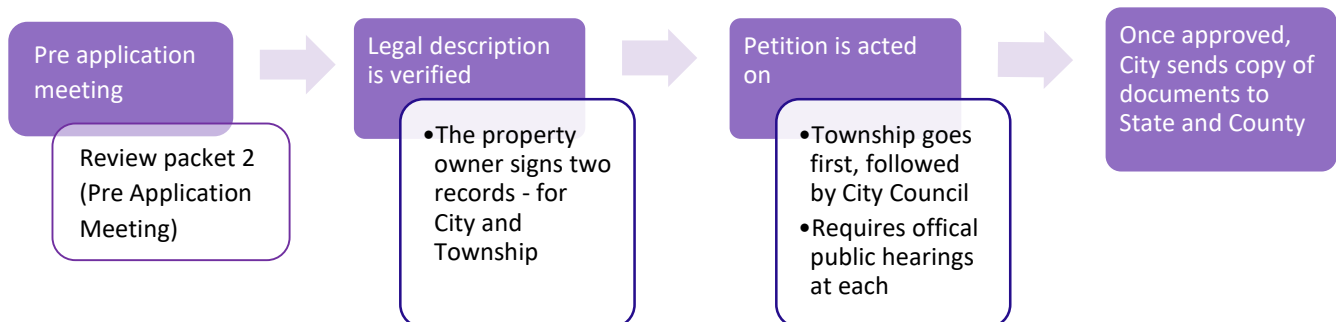 Pre application
meeting
Review packet 2
(Pre Application
Meeting)
Legal description
is verified
•The property
owner signs two
records - for
City and
Township
Petition is acted
on
•Township goes
first, followed
by City Council
•Requires offical
public hearings
at each
Once approved,
City sends copy of
documents to
State and County